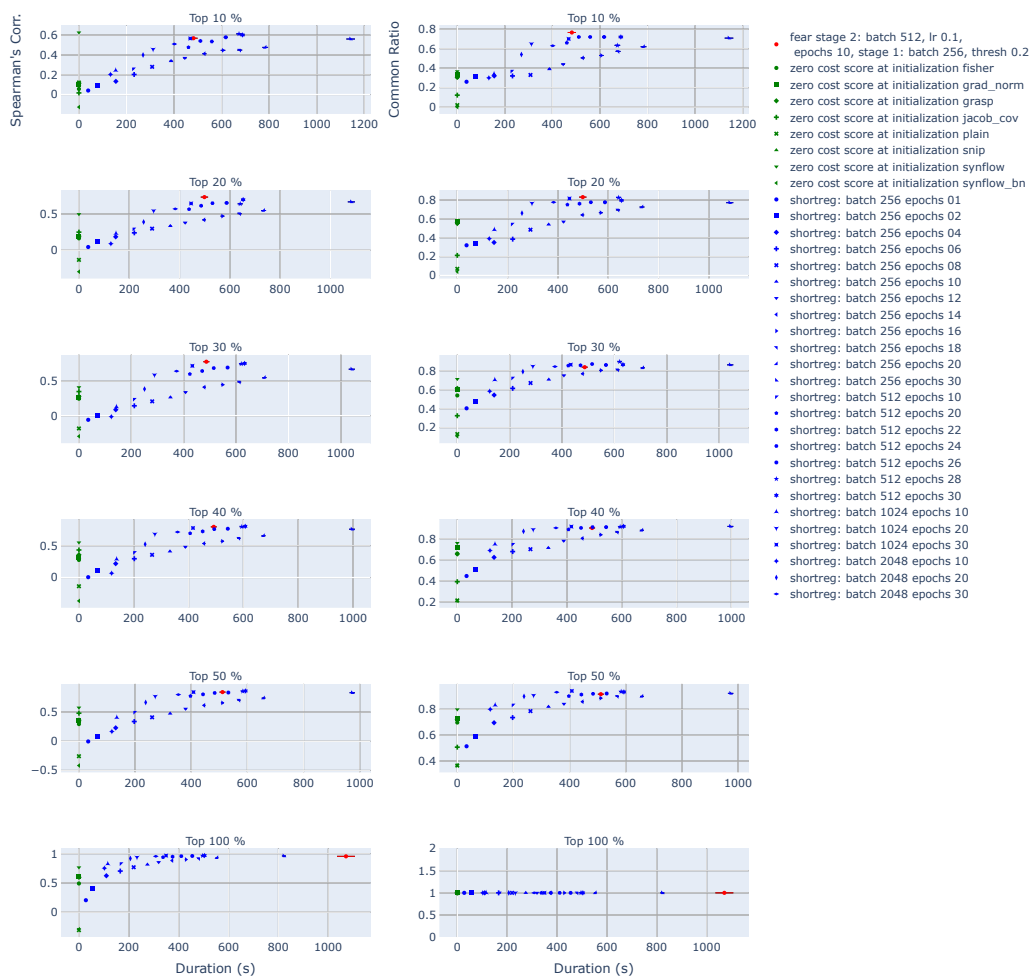 Spearman's Corr.
Common Ratio
Top 10 %
0.6
0.4
0.2
0
0 200 400 600 800 1000 1200
Top 10 %
0.8
0.6
0.4
0.2
0
0 200 400 600 800 1000 1200
Top 20 %
0.5
0
0 200 400 600 800 1000
Top 20 %
0.8
0.6
0.4
0.2
0
0 200 400 600 800 1000
Top 30 %
0.5
0
0 200 400 600 800 1000
Top 30 %
0.8
0.6
0.4
0.2
0 200 400 600 800 1000
Top 40 %
0.5
0
0 200 400 600 800 1000
Top 40 %
0.8
0.6
0.4
0.2
0 200 400 600 800 1000
Top 50 %
0.5
0
−0.5
0 200 400 600 800 1000
Top 50 %
0.8
0.6
0.4
0 200 400 600 800 1000
Top 100 %
1
0.5
0
0 200 400 600 800 1000
Duration (s)
Top 100 %
2
1.5
1
0.5
0
0 200 400 600 800 1000
Duration (s)
fear stage 2: batch 512, lr 0.1,
epochs 10, stage 1: batch 256, thresh 0.2
zero cost score at initialization fisher
zero cost score at initialization grad_norm
zero cost score at initialization grasp
zero cost score at initialization jacob_cov
zero cost score at initialization plain
zero cost score at initialization snip
zero cost score at initialization synflow
zero cost score at initialization synflow_bn
shortreg: batch 256 epochs 01
shortreg: batch 256 epochs 02
shortreg: batch 256 epochs 04
shortreg: batch 256 epochs 06
shortreg: batch 256 epochs 08
shortreg: batch 256 epochs 10
shortreg: batch 256 epochs 12
shortreg: batch 256 epochs 14
shortreg: batch 256 epochs 16
shortreg: batch 256 epochs 18
shortreg: batch 256 epochs 20
shortreg: batch 256 epochs 30
shortreg: batch 512 epochs 10
shortreg: batch 512 epochs 20
shortreg: batch 512 epochs 22
shortreg: batch 512 epochs 24
shortreg: batch 512 epochs 26
shortreg: batch 512 epochs 28
shortreg: batch 512 epochs 30
shortreg: batch 1024 epochs 10
shortreg: batch 1024 epochs 20
shortreg: batch 1024 epochs 30
shortreg: batch 2048 epochs 10
shortreg: batch 2048 epochs 20
shortreg: batch 2048 epochs 30